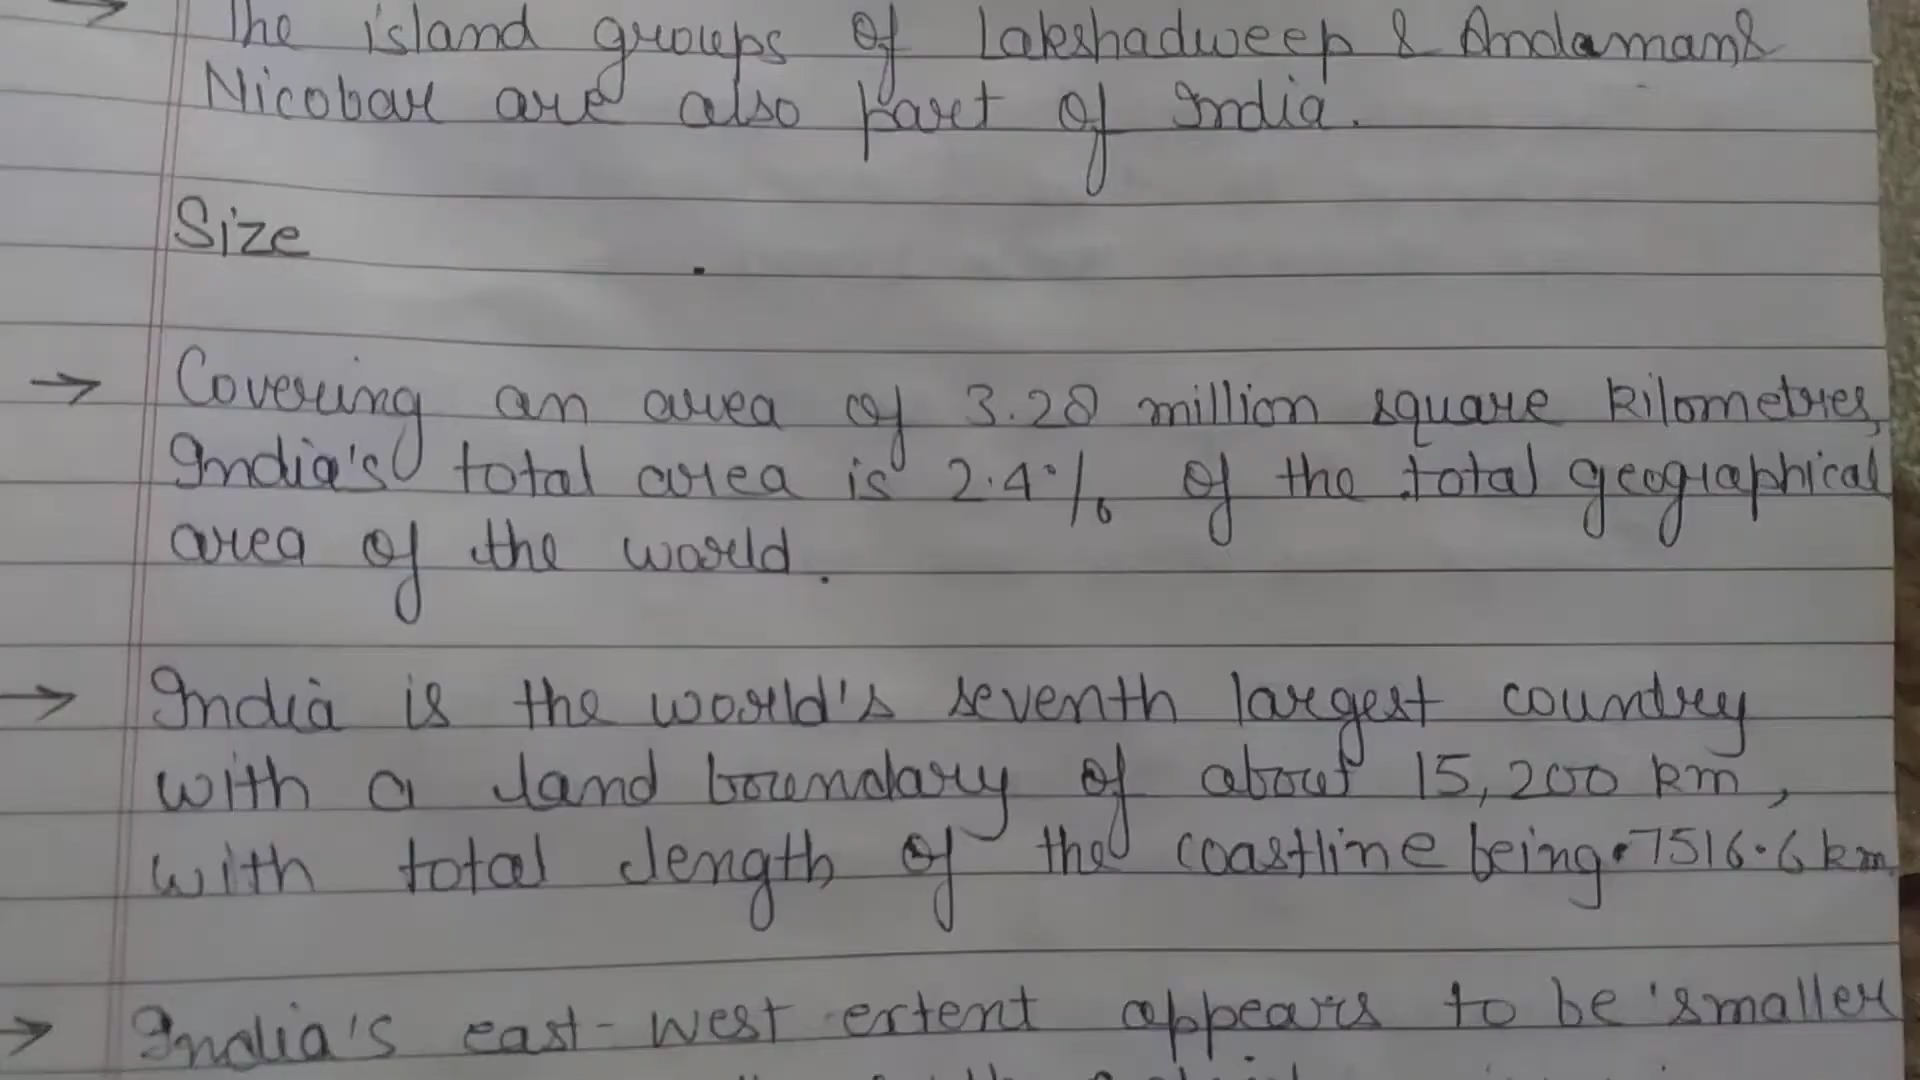 → The island groups of Lakshadweep & Andaman &
Nicobar are also part of India.
Size
→ Covering an area of 3.28 million square kilometres,
India's total area is 2.4% of the total geographical
area of the world.
→ India is the world's seventh largest country
with a land boundary of about 15,200 km,
with total length of the coastline being 7516.6 km
→ India's east-west extent appears to be smaller